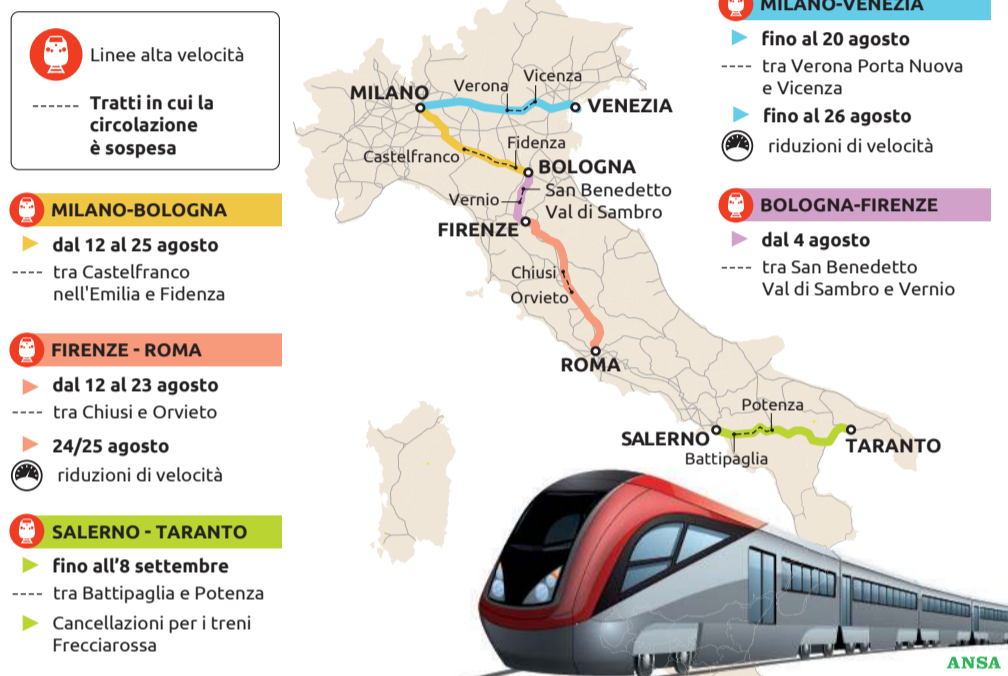 Linee alta velocità
Tratti in cui la
circolazione
è sospesa
MILANO-BOLOGNA
dal 12 al 25 agosto
tra Castelfranco
nell'Emilia e Fidenza
FIRENZE - ROMA
dal 12 al 23 agosto
tra Chiusi e Orvieto
24/25 agosto
riduzioni di velocità
SALERNO - TARANTO
fino all'8 settembre
tra Battipaglia e Potenza
Cancellazioni per i treni
Frecciarossa
MILANO
Verona
Vicenza
VENEZIA
Castelfranco
Fidenza
BOLOGNA
Vernio
San Benedetto
Val di Sambro
FIRENZE
Chiusi
Orvieto
ROMA
Potenza
SALERNO
Battipaglia
TARANTO
MILANO-VENEZIA
fino al 20 agosto
tra Verona Porta Nuova
e Vicenza
fino al 26 agosto
riduzioni di velocità
BOLOGNA-FIRENZE
dal 4 agosto
tra San Benedetto
Val di Sambro e Vernio
ANSA